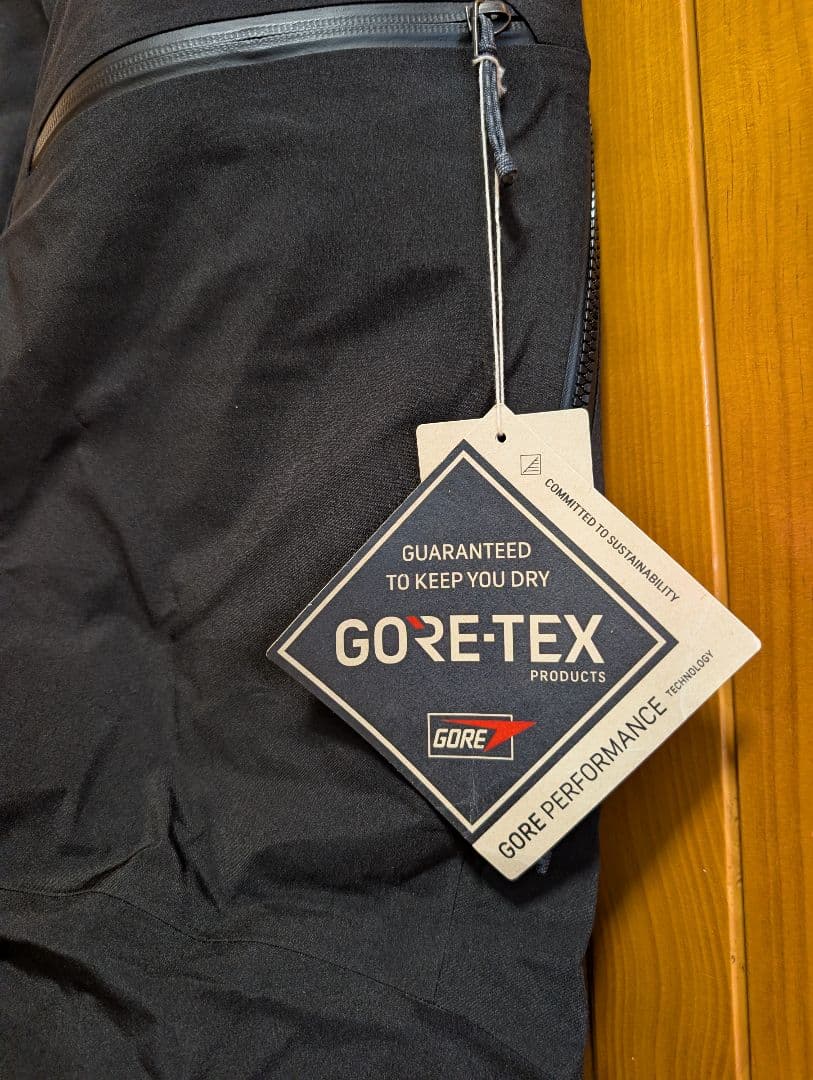 COMMITTED TO SUSTAINABILITY
GUARANTEED
TO KEEP YOU DRY
GORE-TEX
PRODUCTS
GORE
GORE PERFORMANCE TECHNOLOGY